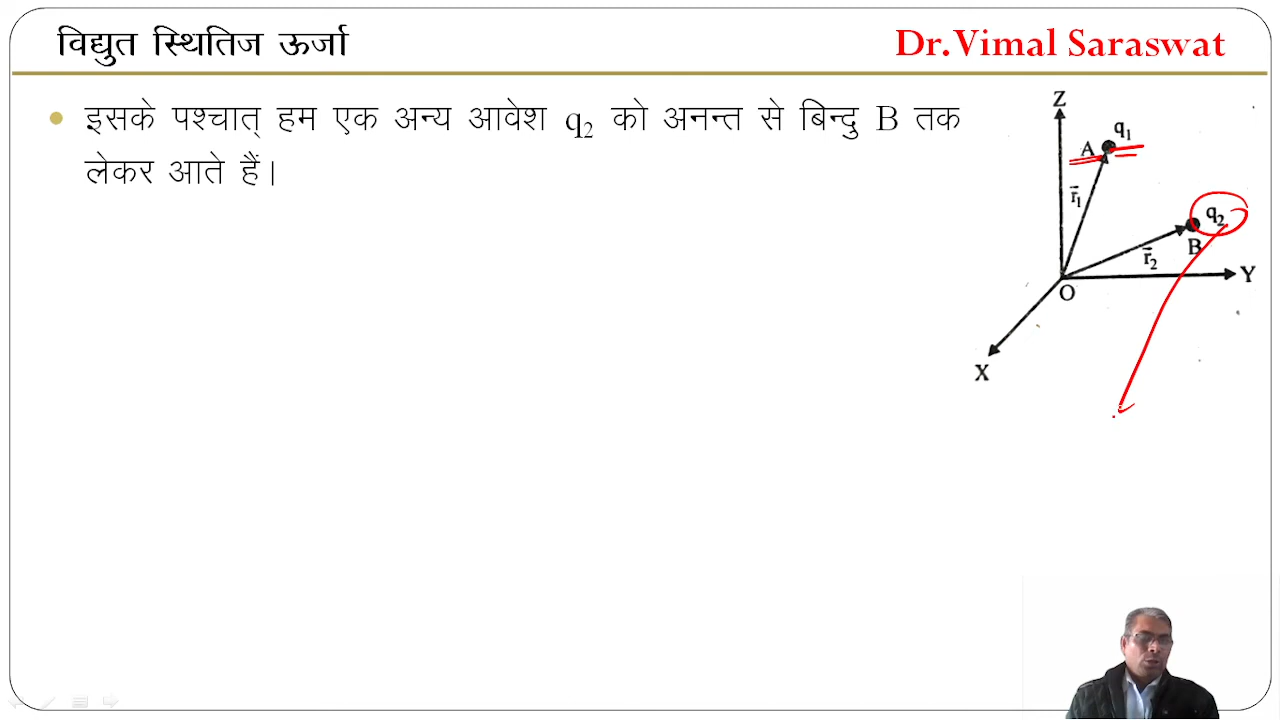 विद्युत स्थितिज ऊर्जा
Dr.Vimal Saraswat
इसके पश्चात् हम एक अन्य आवेश q₂ को अनन्त से बिन्दु B तक
लेकर आते हैं।
Z
q₁
A
r⃗₁
q₂
B
r⃗₂
O
Y
X